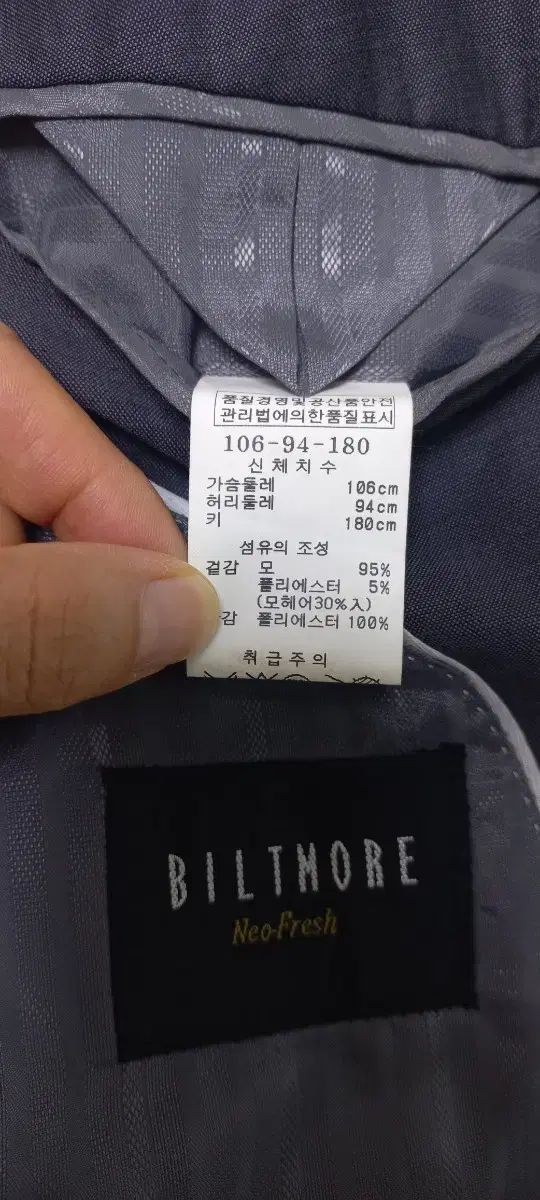 품질경영및공산품안전
관리법에의한품질표시
106-94-180
신체치수
가슴둘레 106cm
허리둘레 94cm
키 180cm
섬유의 조성
겉감 모 95%
폴리에스터 5%
(모헤어30%入)
감 폴리에스터 100%
취급주의
BILTMORE
Neo-Fresh